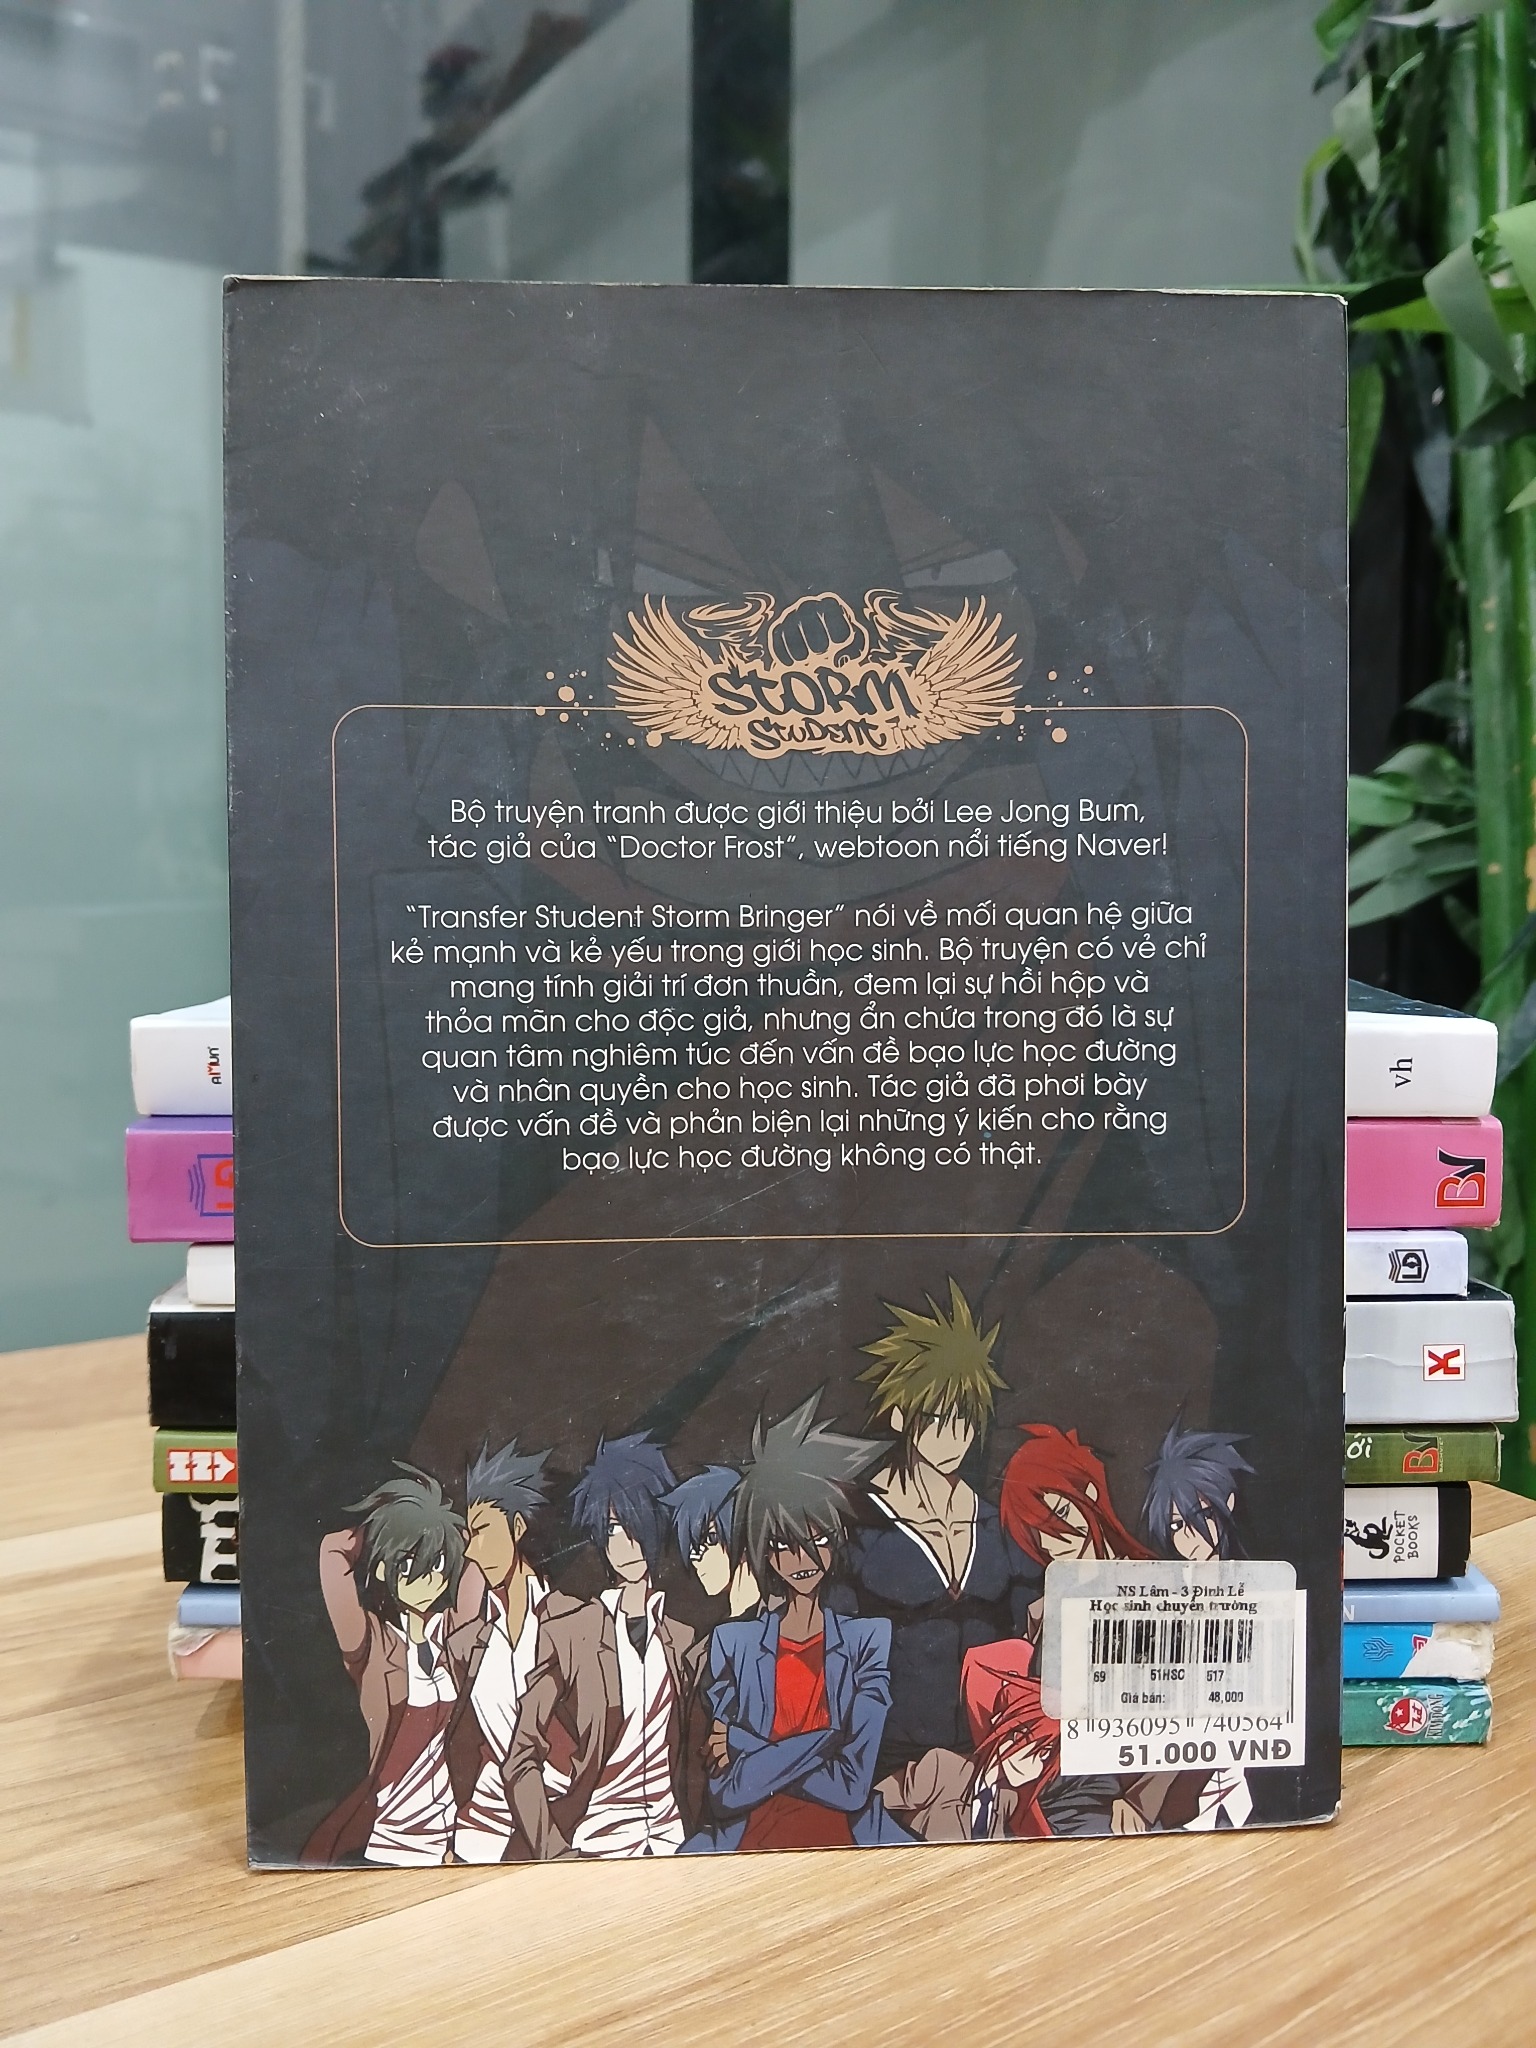 STORM
STUDENT
Bộ truyện tranh được giới thiệu bởi Lee Jong Bum,
tác giả của "Doctor Frost", webtoon nổi tiếng Naver!
"Transfer Student Storm Bringer" nói về mối quan hệ giữa
kẻ mạnh và kẻ yếu trong giới học sinh. Bộ truyện có vẻ chỉ
mang tính giải trí đơn thuần, đem lại sự hồi hộp và
thỏa mãn cho độc giả, nhưng ẩn chứa trong đó là sự
quan tâm nghiêm túc đến vấn đề bạo lực học đường
và nhân quyền cho học sinh. Tác giả đã phơi bày
được vấn đề và phản biện lại những ý kiến cho rằng
bạo lực học đường không có thật.
NS Lâm - 3 Đinh Lễ
Học sinh chuyển trường
69 51HSC 517
Giá bán: 48,000
8 936095 740564
51.000 VNĐ
vh
BV
LD
X
ới
BV
POCKET
BOOKS
N
KIM ĐỒNG